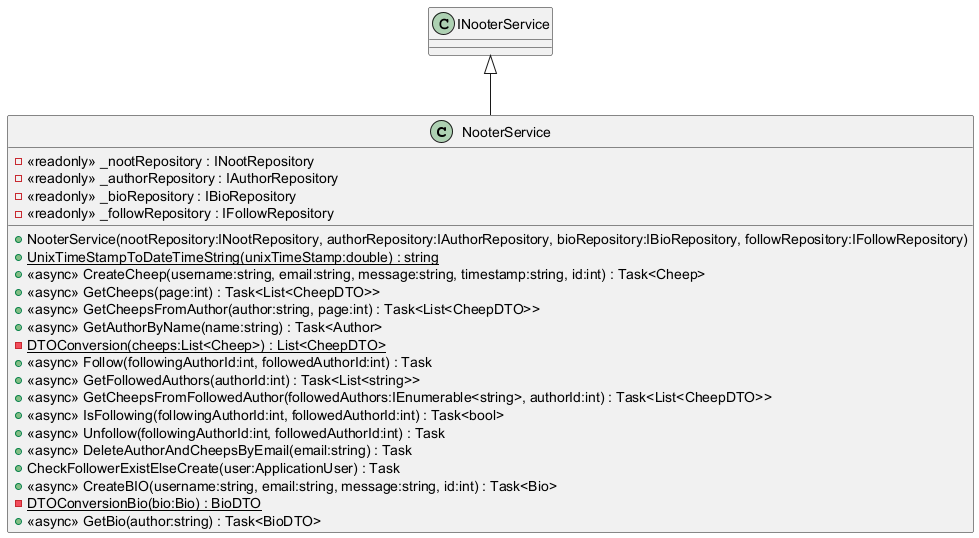 INooterService
NooterService
«readonly» _nootRepository : INootRepository
«readonly» _authorRepository : IAuthorRepository
«readonly» _bioRepository : IBioRepository
«readonly» _followRepository : IFollowRepository
NooterService(nootRepository:INootRepository, authorRepository:IAuthorRepository, bioRepository:IBioRepository, followRepository:IFollowRepository)
UnixTimeStampToDateTimeString(unixTimeStamp:double) : string
«async» CreateCheep(username:string, email:string, message:string, timestamp:string, id:int) : Task<Cheep>
«async» GetCheeps(page:int) : Task<List<CheepDTO>>
«async» GetCheepsFromAuthor(author:string, page:int) : Task<List<CheepDTO>>
«async» GetAuthorByName(name:string) : Task<Author>
DTOConversion(cheeps:List<Cheep>) : List<CheepDTO>
«async» Follow(followingAuthorId:int, followedAuthorId:int) : Task
«async» GetFollowedAuthors(authorId:int) : Task<List<string>>
«async» GetCheepsFromFollowedAuthor(followedAuthors:IEnumerable<string>, authorId:int) : Task<List<CheepDTO>>
«async» IsFollowing(followingAuthorId:int, followedAuthorId:int) : Task<bool>
«async» Unfollow(followingAuthorId:int, followedAuthorId:int) : Task
«async» DeleteAuthorAndCheepsByEmail(email:string) : Task
CheckFollowerExistElseCreate(user:ApplicationUser) : Task
«async» CreateBIO(username:string, email:string, message:string, id:int) : Task<Bio>
DTOConversionBio(bio:Bio) : BioDTO
«async» GetBio(author:string) : Task<BioDTO>